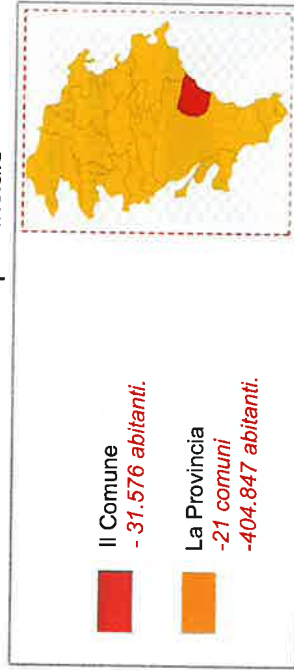 Il Comune
- 31.576 abitanti.
La Provincia
-21 comuni
-404.847 abitanti.